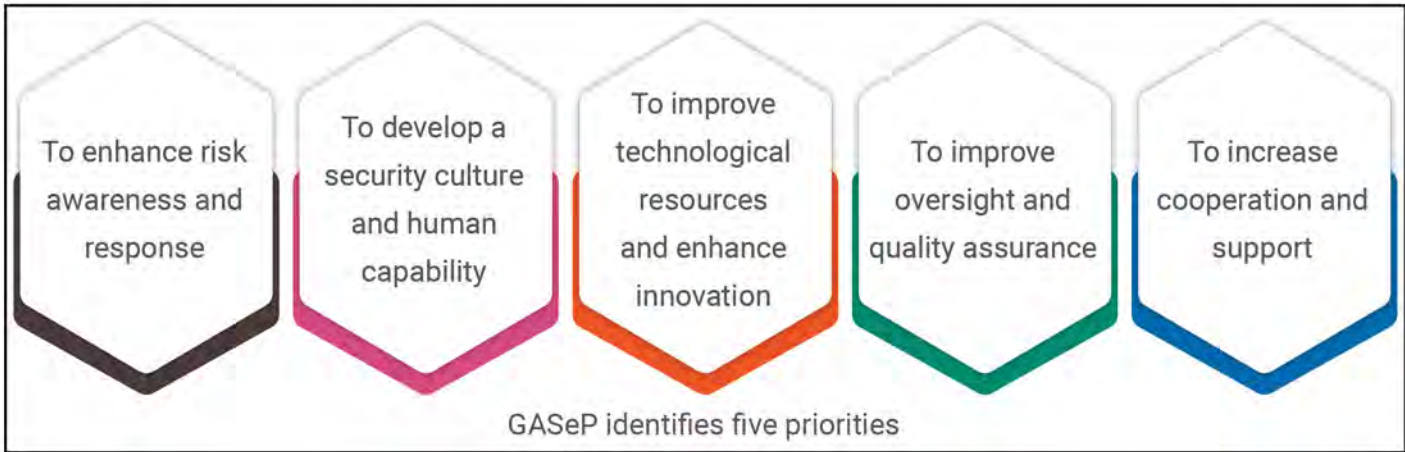 To enhance risk
awareness and
response
To develop a
security culture
and human
capability
To improve
technological
resources
and enhance
innovation
To improve
oversight and
quality assurance
To increase
cooperation and
support
GASeP identifies five priorities